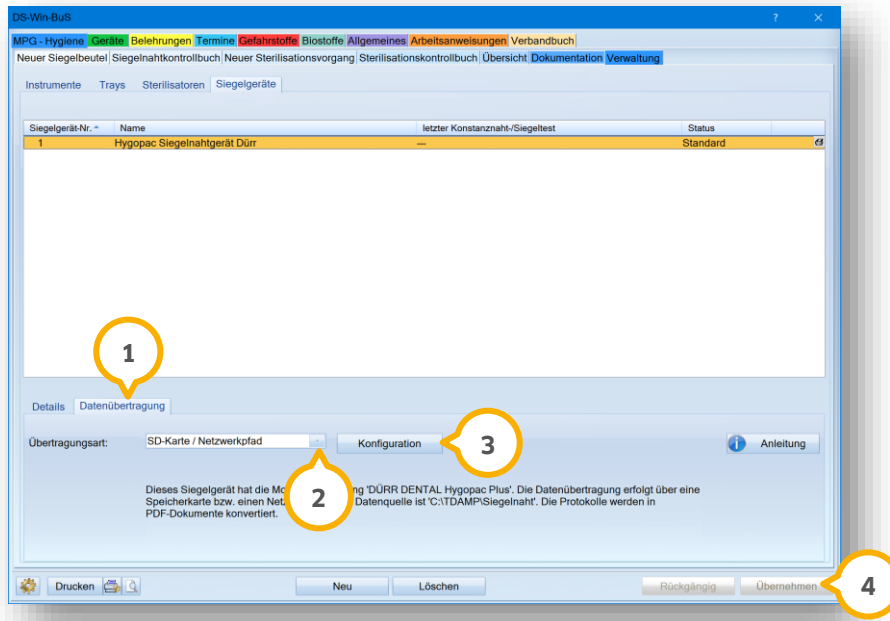 DS-Win-BuS
MPG - Hygiene Geräte Belehrungen Termine Gefahrstoffe Biostoffe Allgemeines Arbeitsanweisungen Verbandbuch
Neuer Siegelbeutel Siegelnahtkontrollbuch Neuer Sterilisationsvorgang Sterilisationskontrollbuch Übersicht Dokumentation Verwaltung
Instrumente Trays Sterilisatoren Siegelgeräte
Siegelgerät-Nr. Name letzter Konstanznaht-/Siegeltest Status
1 Hygopac Siegelnahtgerät Dürr --- Standard
1
Details Datenübertragung
Übertragungsart: SD-Karte / Netzwerkpfad Konfiguration 3 Anleitung
2
Dieses Siegelgerät hat die ng 'DÜRR DENTAL Hygopac Plus'. Die Datenübertragung erfolgt über eine
Speicherkarte bzw. einen Datenquelle ist 'C:\TDAMP\Siegelnaht'. Die Protokolle werden in
PDF-Dokumente konvertiert.
Drucken Neu Löschen Rückgängig Übernehmen 4